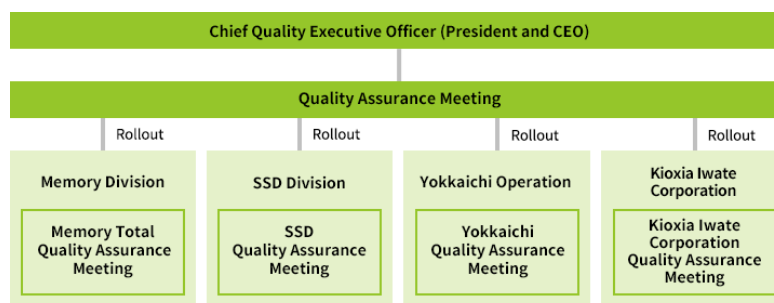 Chief Quality Executive Officer (President and CEO)
Quality Assurance Meeting
Rollout
Rollout
Rollout
Rollout
Memory Division
Memory Total
Quality Assurance
Meeting
SSD Division
SSD
Quality Assurance
Meeting
Yokkaichi Operation
Yokkaichi
Quality Assurance
Meeting
Kioxia Iwate
Corporation
Kioxia Iwate
Corporation
Quality Assurance
Meeting